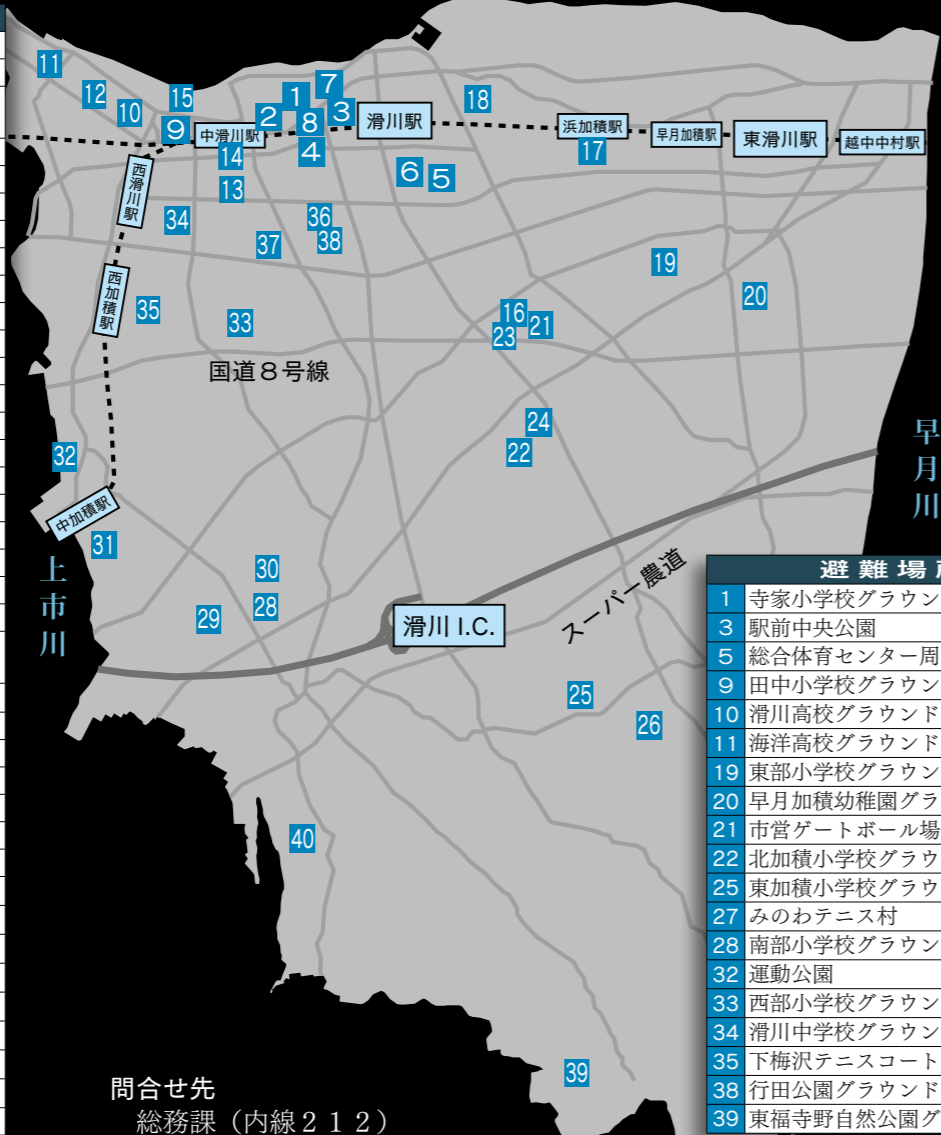 11
12
10
15
9
中滑川駅
2
1
7
8
3
4
滑川駅
18
浜加積駅
17
早月加積駅
東滑川駅
越中中村駅
14
13
6
5
西滑川駅
34
36
37
38
19
20
西加積駅
35
33
16
21
23
国道８号線
24
22
32
中加積駅
31
早月川
上市川
30
28
29
滑川 I.C.
スーパー農道
25
26
40
39
避難場
1 寺家小学校グラウン
3 駅前中央公園
5 総合体育センター周
9 田中小学校グラウン
10 滑川高校グラウンド
11 海洋高校グラウンド
19 東部小学校グラウン
20 早月加積幼稚園グラ
21 市営ゲートボール場
22 北加積小学校グラウ
25 東加積小学校グラウ
27 みのわテニス村
28 南部小学校グラウン
32 運動公園
33 西部小学校グラウン
34 滑川中学校グラウン
35 下梅沢テニスコート
38 行田公園グラウンド
39 東福寺野自然公園グ
問合せ先
総務課（内線２１２）